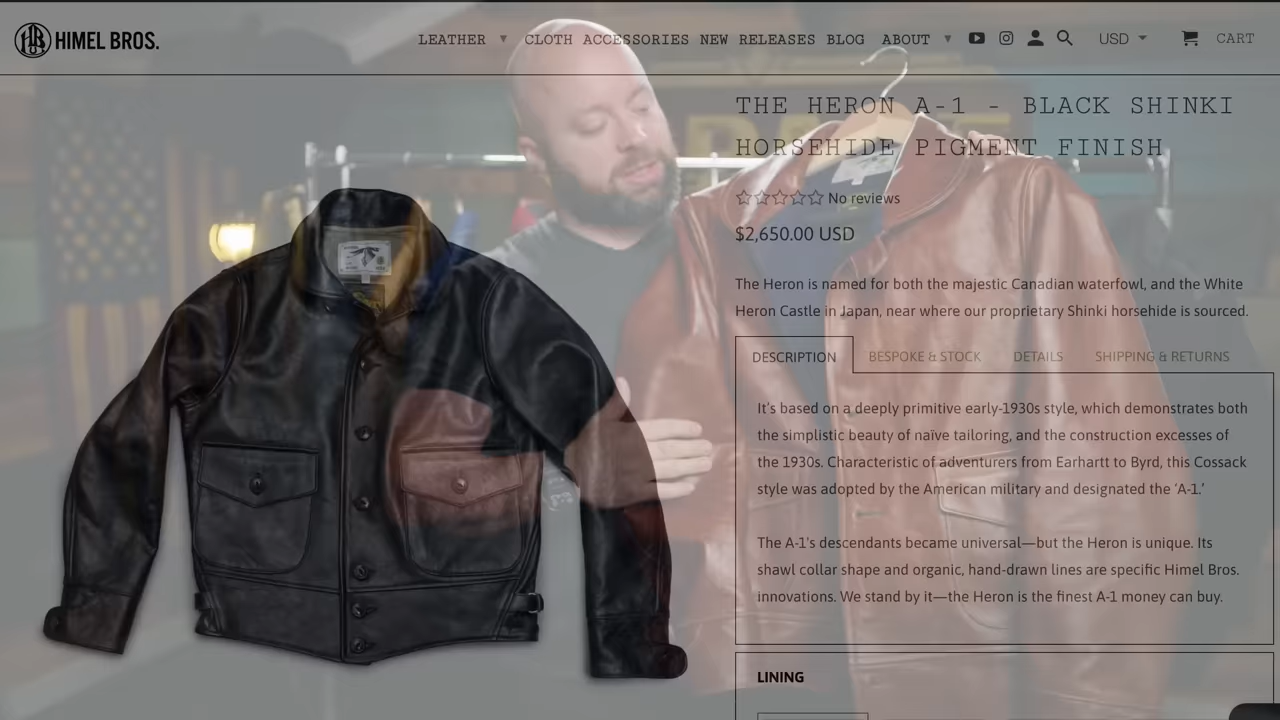 HIMEL BROS.
LEATHER CLOTH ACCESSORIES NEW RELEASES BLOG ABOUT USD CART
THE HERON A-1 - BLACK SHINKI
HORSEHIDE PIGMENT FINISH
No reviews
$2,650.00 USD
The Heron is named for both the majestic Canadian waterfowl, and the White
Heron Castle in Japan, near where our proprietary Shinki horsehide is sourced.
DESCRIPTION BESPOKE & STOCK DETAILS SHIPPING & RETURNS
It's based on a deeply primitive early-1930s style, which demonstrates both
the simplistic beauty of naïve tailoring, and the construction excesses of
the 1930s. Characteristic of adventurers from Earhartt to Byrd, this Cossack
style was adopted by the American military and designated the 'A-1.'
The A-1's descendants became universal—but the Heron is unique. Its
shawl collar shape and organic, hand-drawn lines are specific Himel Bros.
innovations. We stand by it—the Heron is the finest A-1 money can buy.
LINING